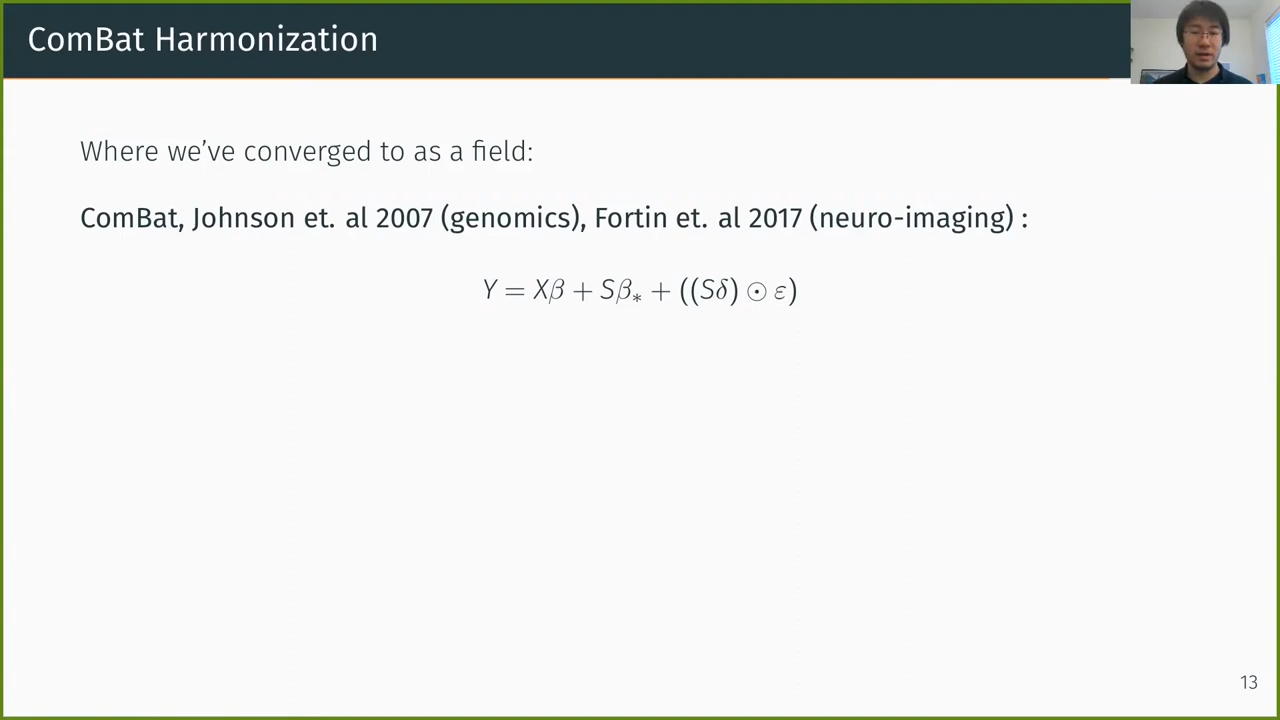 ComBat Harmonization
Where we've converged to as a field:
ComBat, Johnson et. al 2007 (genomics), Fortin et. al 2017 (neuro-imaging) :
Y = Xβ + Sβ∗ + ((Sδ) ⊙ ε)
13